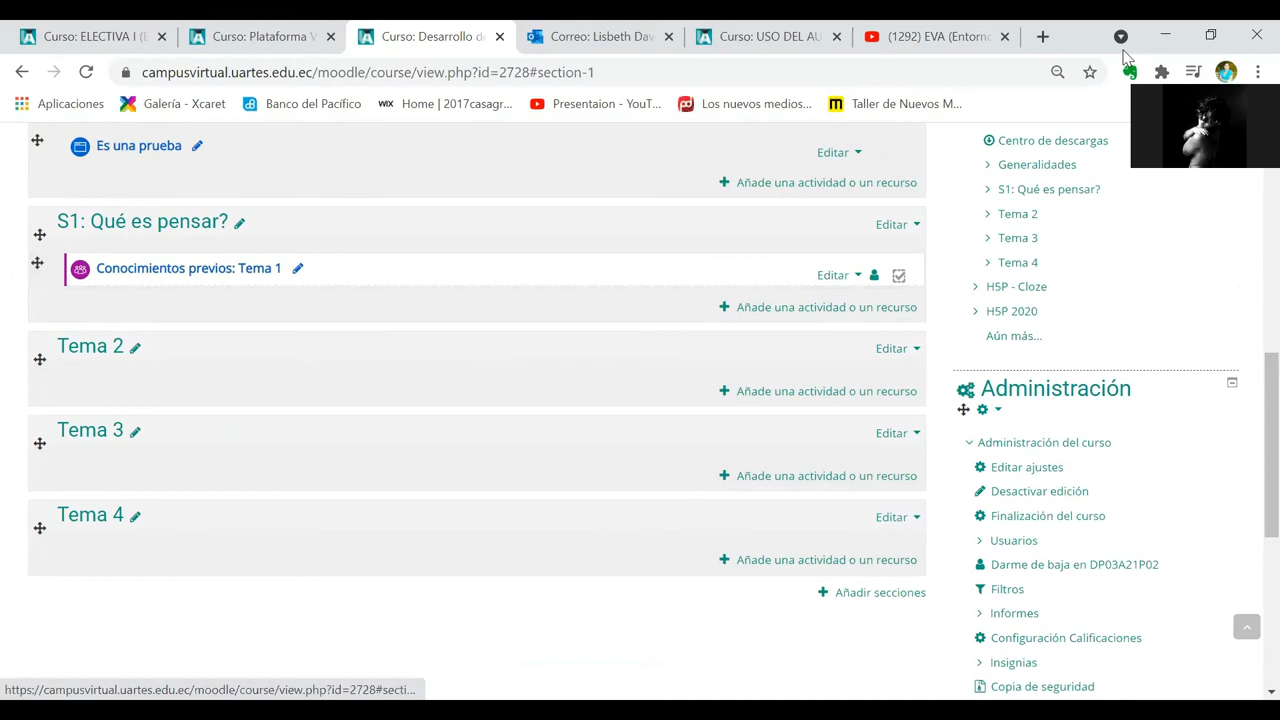 Curso: ELECTIVA I (E
Curso: Plataforma V
Curso: Desarrollo de
Correo: Lisbeth Dav
Curso: USO DEL AU
(1292) EVA (Entorno
campusvirtual.uartes.edu.ec/moodle/course/view.php?id=2728#section-1
Aplicaciones
Galería - Xcaret
Banco del Pacífico
WIX Home | 2017casagr...
Presentaion - YouT...
pd Los nuevos medios...
m Taller de Nuevos M...
Es una prueba
Editar
Añade una actividad o un recurso
S1: Qué es pensar?
Editar
Conocimientos previos: Tema 1
Editar
Añade una actividad o un recurso
Tema 2
Editar
Añade una actividad o un recurso
Tema 3
Editar
Añade una actividad o un recurso
Tema 4
Editar
Añade una actividad o un recurso
Añadir secciones
Centro de descargas
Generalidades
S1: Qué es pensar?
Tema 2
Tema 3
Tema 4
H5P - Cloze
H5P 2020
Aún más...
Administración
Administración del curso
Editar ajustes
Desactivar edición
Finalización del curso
Usuarios
Darme de baja en DP03A21P02
Filtros
Informes
Configuración Calificaciones
Insignias
Copia de seguridad
https://campusvirtual.uartes.edu.ec/moodle/course/view.php?id=2728#secti...